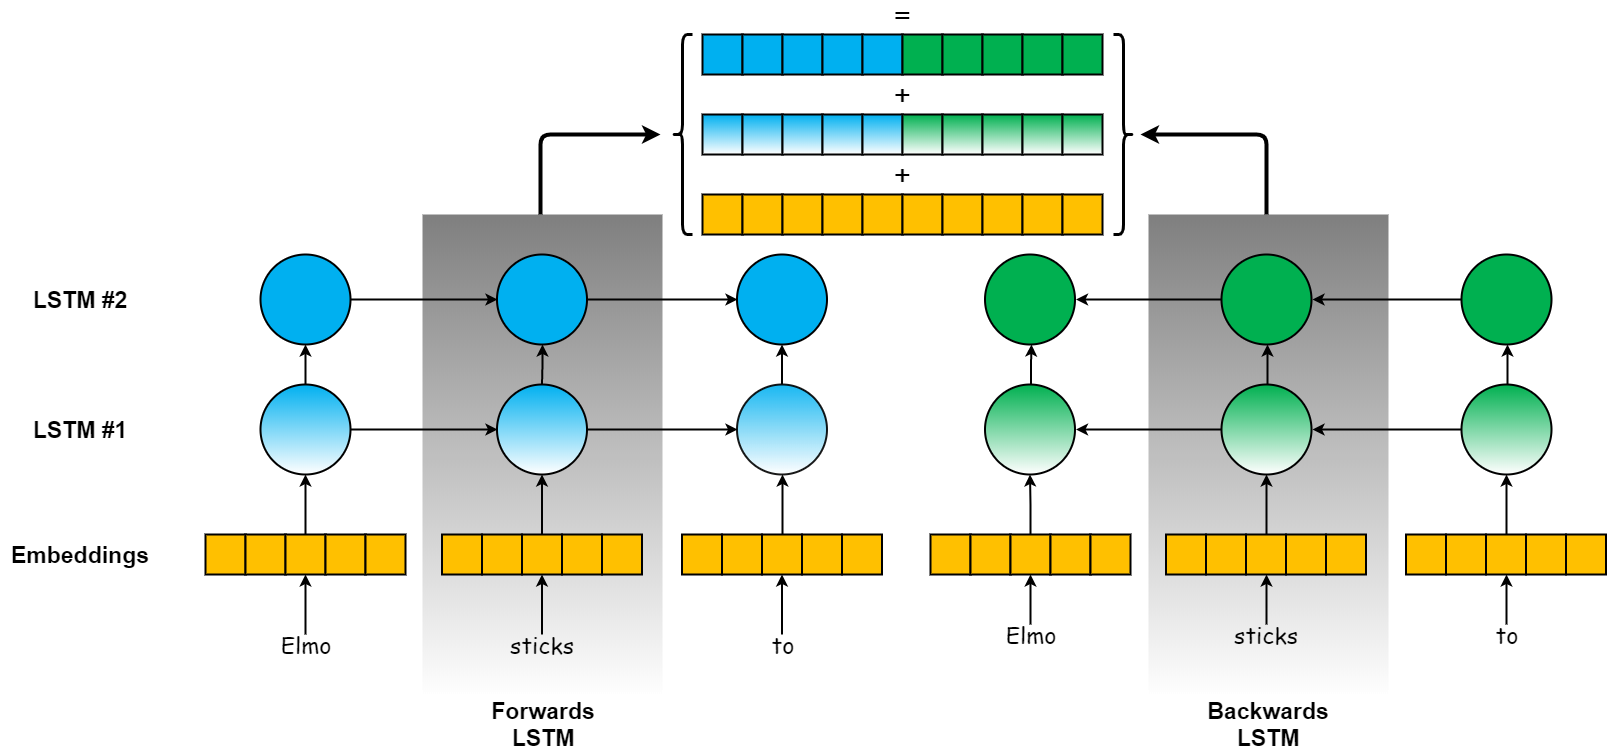 =
+
+
LSTM #2
LSTM #1
Embeddings
Elmo
sticks
to
Elmo
sticks
to
Forwards
LSTM
Backwards
LSTM